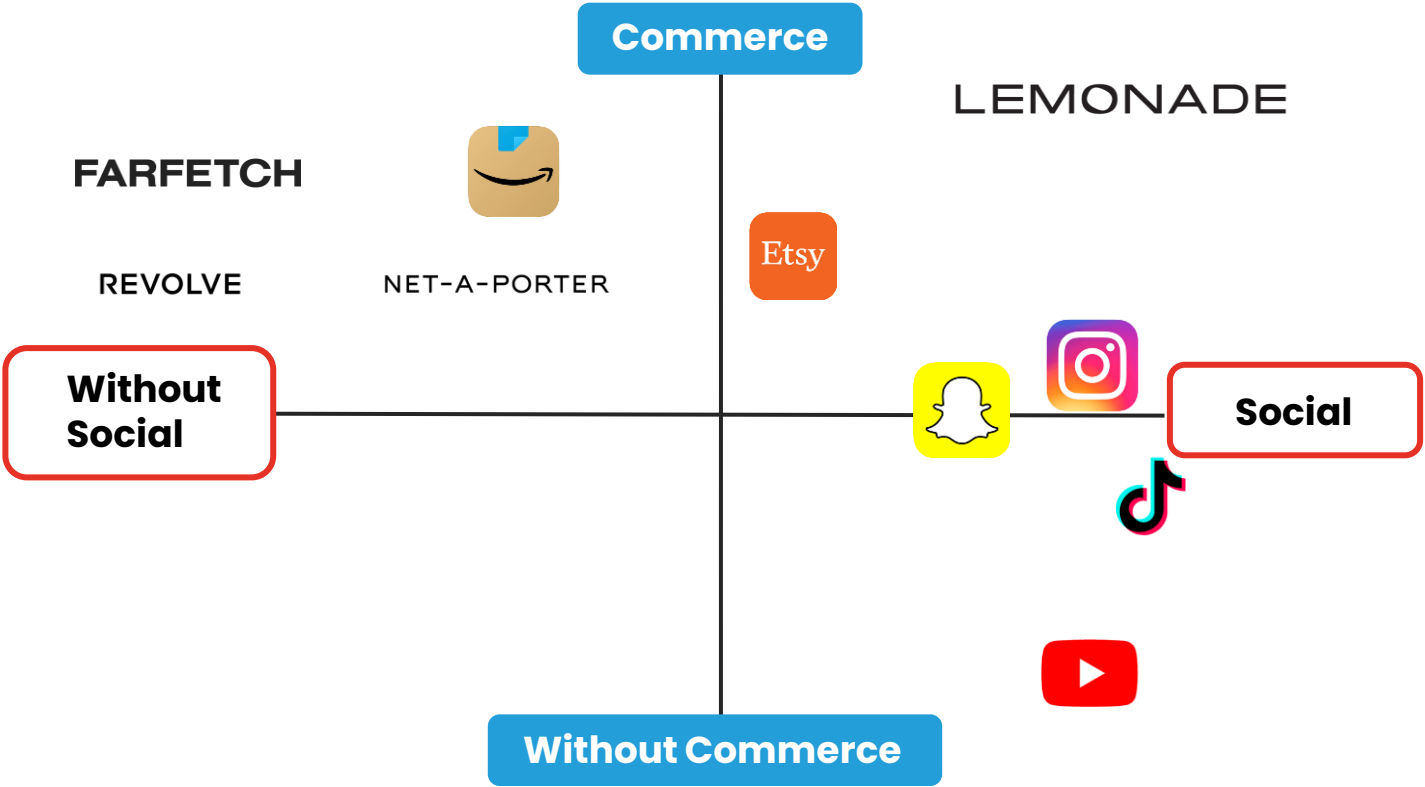 Commerce
LEMONADE
FARFETCH
Etsy
REVOLVE
NET-A-PORTER
Without
Social
Social
Without Commerce